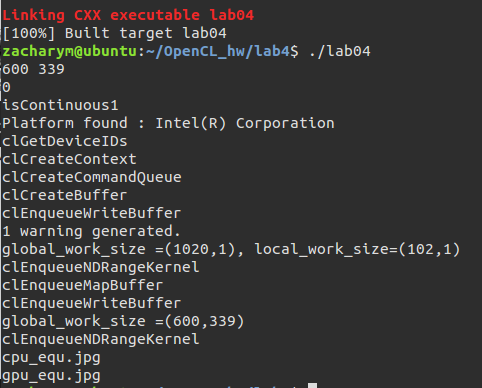 Linking CXX executable lab04
[100%] Built target lab04
zacharym@ubuntu:~/OpenCL_hw/lab4$ ./lab04
600 339
0
isContinuous1
Platform found : Intel(R) Corporation
clGetDeviceIDs
clCreateContext
clCreateCommandQueue
clCreateBuffer
clEnqueueWriteBuffer
1 warning generated.
global_work_size =(1020,1), local_work_size=(102,1)
clEnqueueNDRangeKernel
clEnqueueMapBuffer
clEnqueueWriteBuffer
global_work_size =(600,339)
clEnqueueNDRangeKernel
cpu_equ.jpg
gpu_equ.jpg